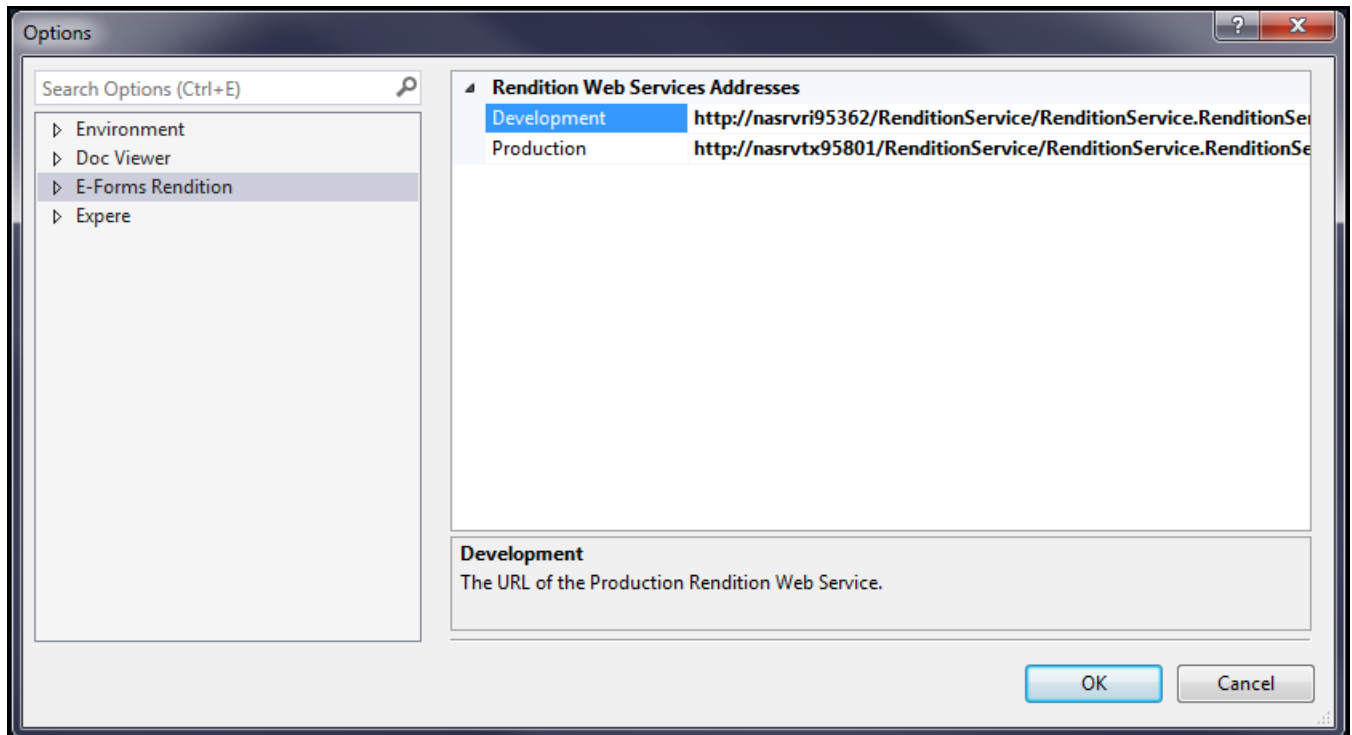 Options
?
X
Search Options (Ctrl+E)
Environment
Doc Viewer
E-Forms Rendition
Expere
Rendition Web Services Addresses
Development http://nasrvri95362/RenditionService/RenditionService.RenditionSer
Production http://nasrvtx95801/RenditionService/RenditionService.RenditionSe
Development
The URL of the Production Rendition Web Service.
OK Cancel